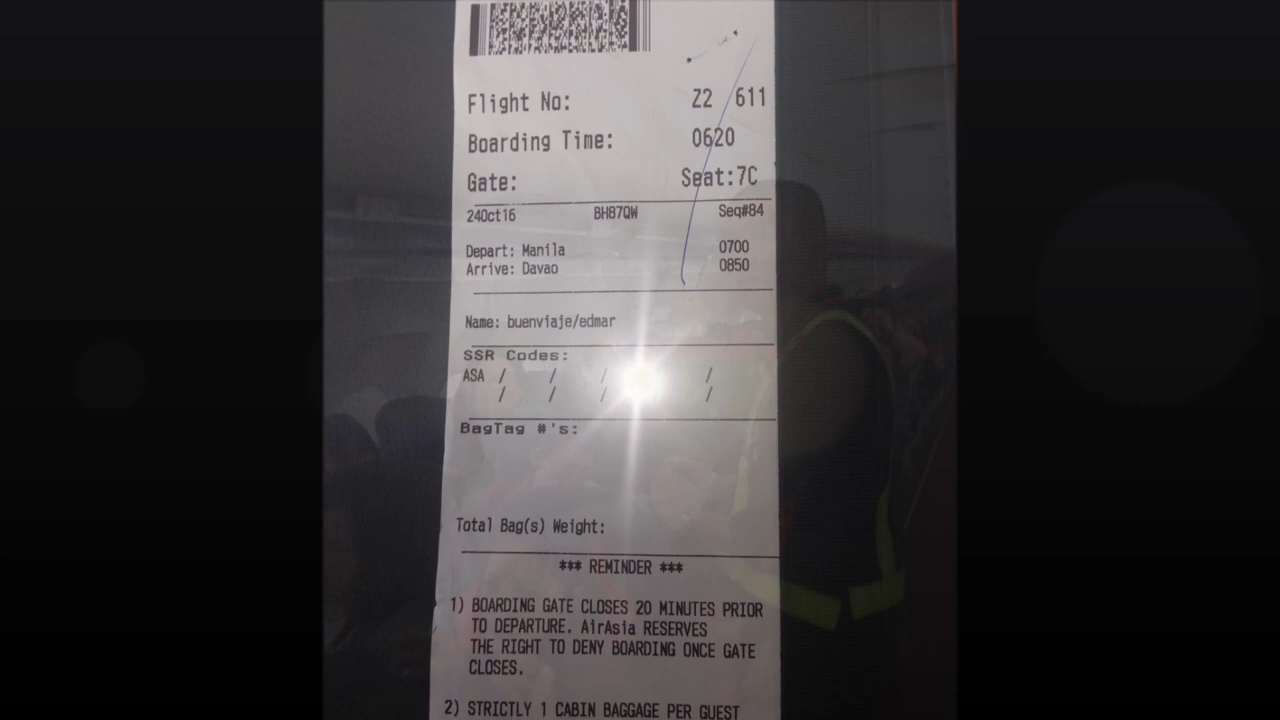 Flight No: Z2 611
Boarding Time: 0620
Gate: Seat:7C
24Oct16 BH87QW Seq#84
Depart: Manila 0700
Arrive: Davao 0850
Name: buenviaje/edmar
SSR Codes:
ASA / / / /
/ / / /
BagTag #'s:
Total Bag(s) Weight:
*** REMINDER ***
1) BOARDING GATE CLOSES 20 MINUTES PRIOR
TO DEPARTURE. AirAsia RESERVES
THE RIGHT TO DENY BOARDING ONCE GATE
CLOSES.
2) STRICTLY 1 CABIN BAGGAGE PER GUEST